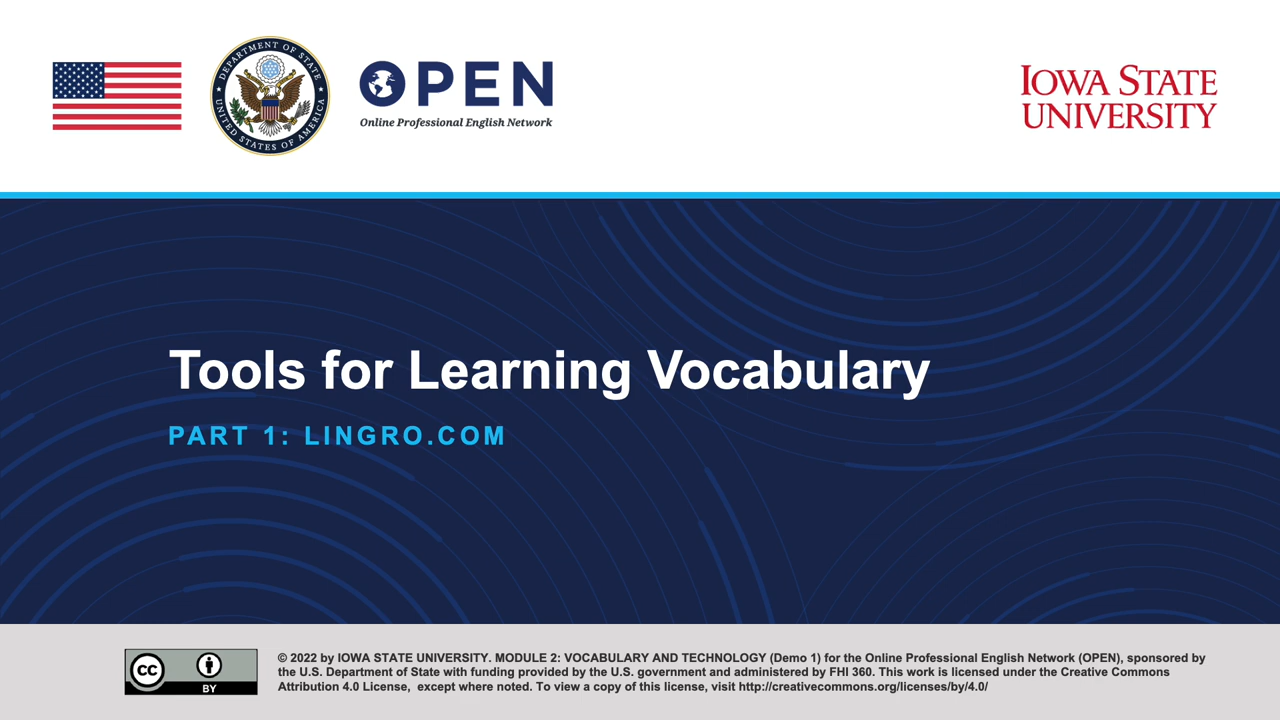 DEPARTMENT OF STATE
UNITED STATES OF AMERICA
OPEN
Online Professional English Network
IOWA STATE
UNIVERSITY
Tools for Learning Vocabulary
PART 1: LINGRO.COM
CC
BY
© 2022 by IOWA STATE UNIVERSITY. MODULE 2: VOCABULARY AND TECHNOLOGY (Demo 1) for the Online Professional English Network (OPEN), sponsored by
the U.S. Department of State with funding provided by the U.S. government and administered by FHI 360. This work is licensed under the Creative Commons
Attribution 4.0 License, except where noted. To view a copy of this license, visit http://creativecommons.org/licenses/by/4.0/